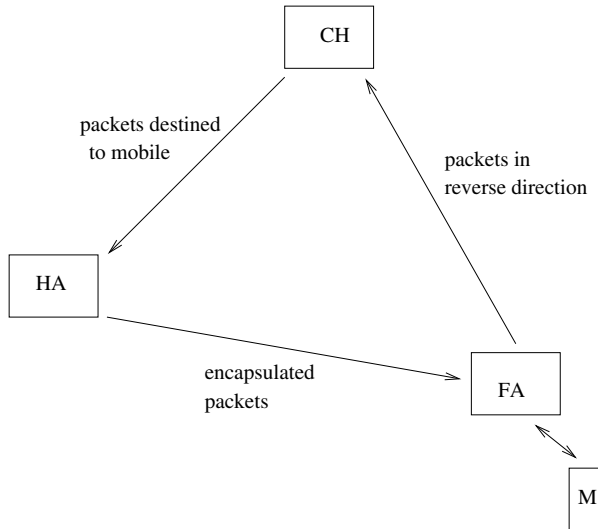 CH
packets destined
to mobile
packets in
reverse direction
HA
encapsulated
packets
FA
M